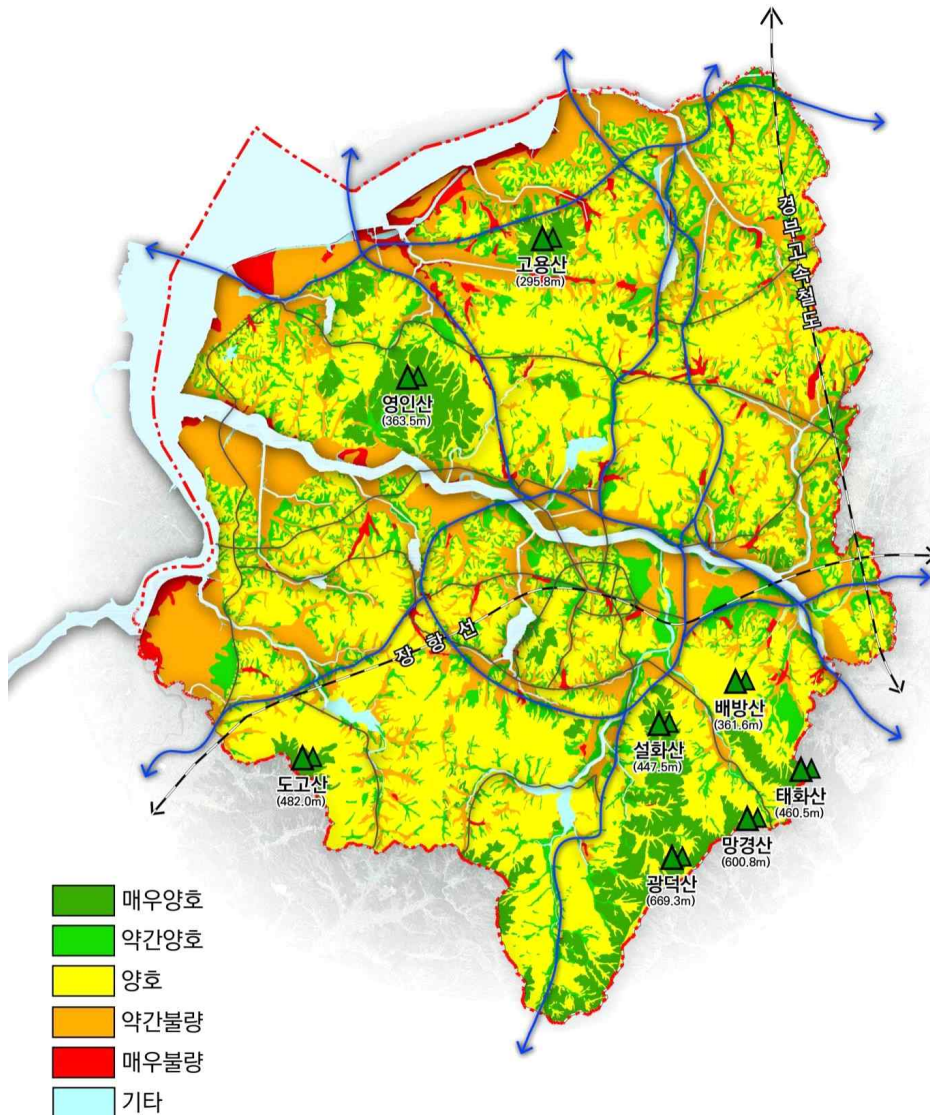 경부고속철도
고용산
(295.8m)
영인산
(363.5m)
장항선
배방산
(361.6m)
설화산
(447.5m)
도고산
(482.0m)
태화산
(460.5m)
망경산
(600.8m)
광덕산
(669.3m)
매우양호
약간양호
양호
약간불량
매우불량
기타